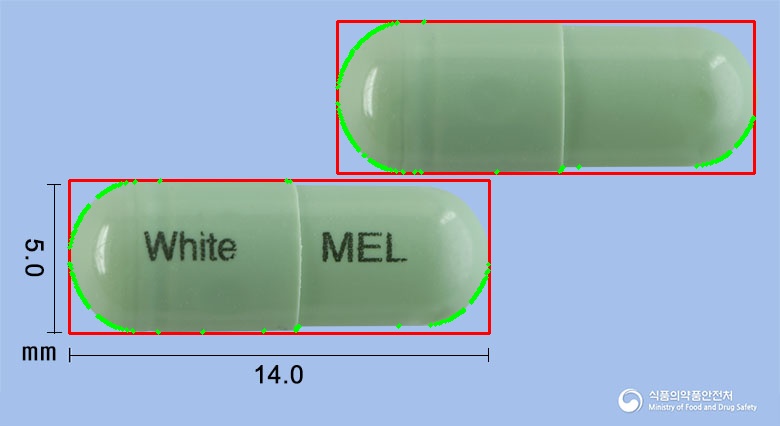 White MEL
5.0
mm
14.0
식품의약품안전처
Ministry of Food and Drug Safety